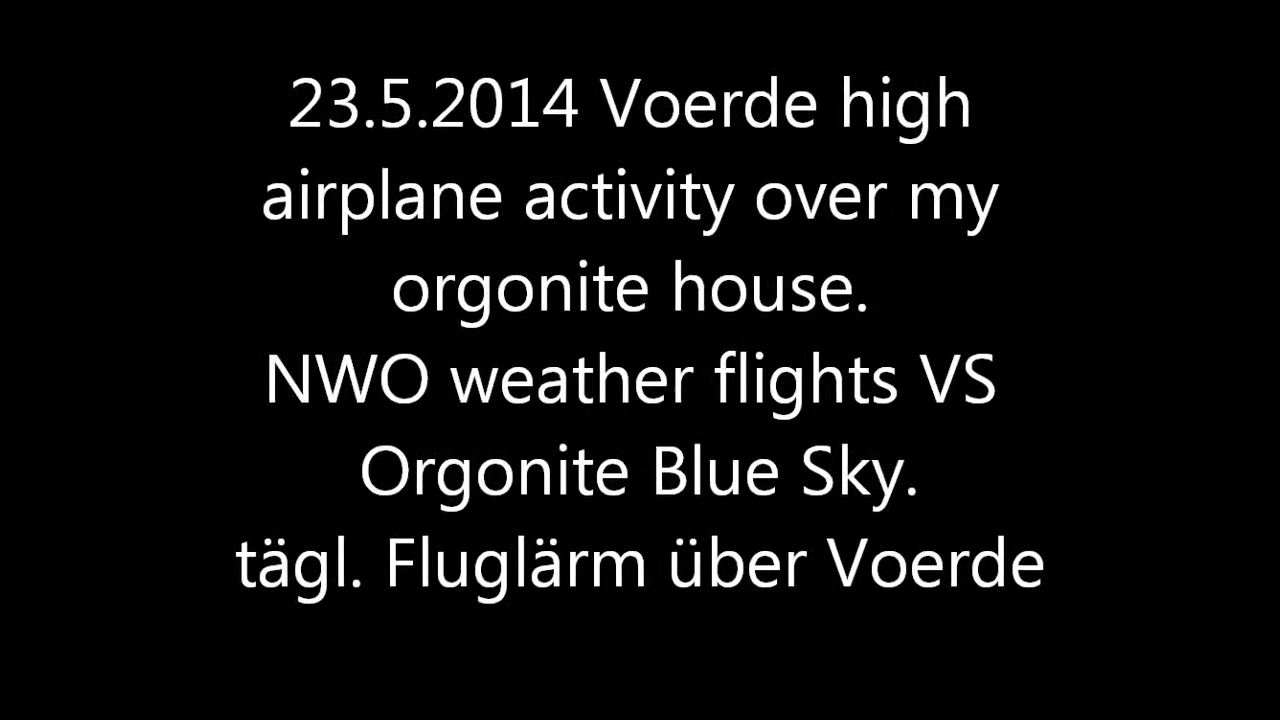 23.5.2014 Voerde high
airplane activity over my
orgonite house.
NWO weather flights VS
Orgonite Blue Sky.
tägl. Fluglärm über Voerde